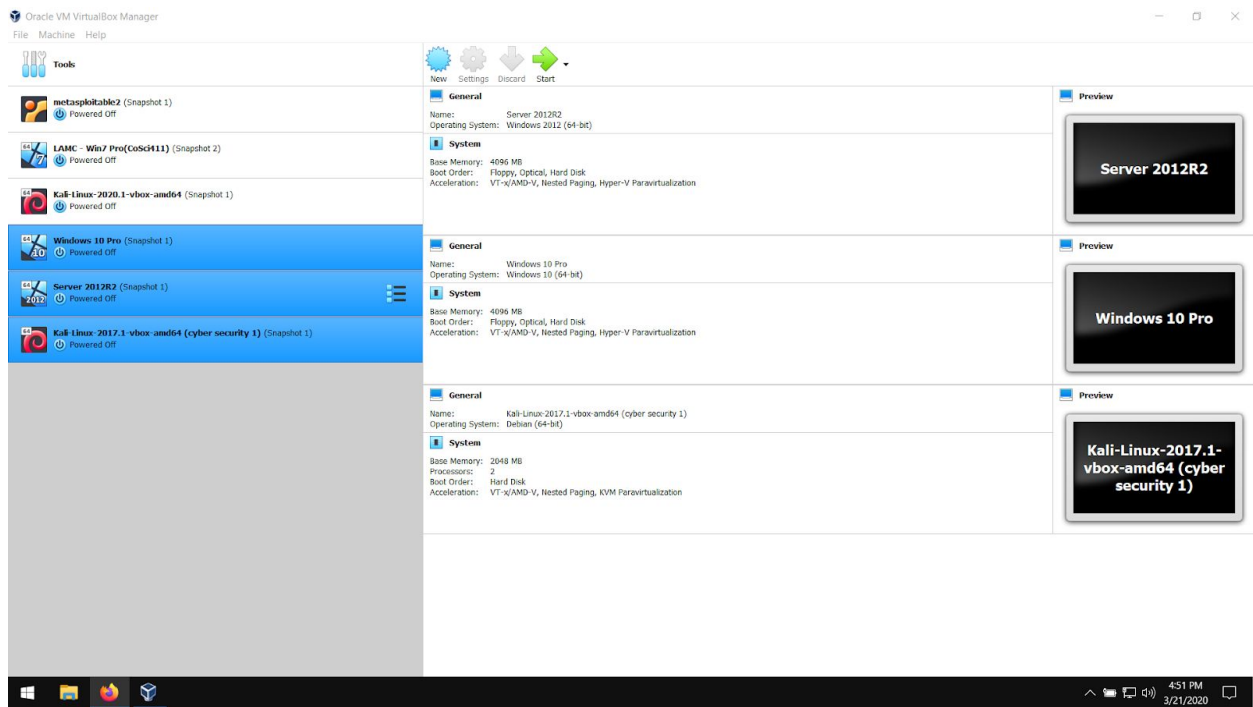 Oracle VM VirtualBox Manager
File Machine Help
Tools
metasploitable2 (Snapshot 1)
Powered Off
64
7
LAMC - Win7 Pro(CoSci411) (Snapshot 2)
Powered Off
64
Kali-Linux-2020.1-vbox-amd64 (Snapshot 1)
Powered Off
64
10
Windows 10 Pro (Snapshot 1)
Powered Off
64
2012
Server 2012R2 (Snapshot 1)
Powered Off
64
Kali-Linux-2017.1-vbox-amd64 (cyber security 1) (Snapshot 1)
Powered Off
New Settings Discard Start
General
Name: Server 2012R2
Operating System: Windows 2012 (64-bit)
System
Base Memory: 4096 MB
Boot Order: Floppy, Optical, Hard Disk
Acceleration: VT-x/AMD-V, Nested Paging, Hyper-V Paravirtualization
Preview
Server 2012R2
General
Name: Windows 10 Pro
Operating System: Windows 10 (64-bit)
System
Base Memory: 4096 MB
Boot Order: Floppy, Optical, Hard Disk
Acceleration: VT-x/AMD-V, Nested Paging, Hyper-V Paravirtualization
Preview
Windows 10 Pro
General
Name: Kali-Linux-2017.1-vbox-amd64 (cyber security 1)
Operating System: Debian (64-bit)
System
Base Memory: 2048 MB
Processors: 2
Boot Order: Hard Disk
Acceleration: VT-x/AMD-V, Nested Paging, KVM Paravirtualization
Preview
Kali-Linux-2017.1-
vbox-amd64 (cyber
security 1)
4:51 PM
3/21/2020